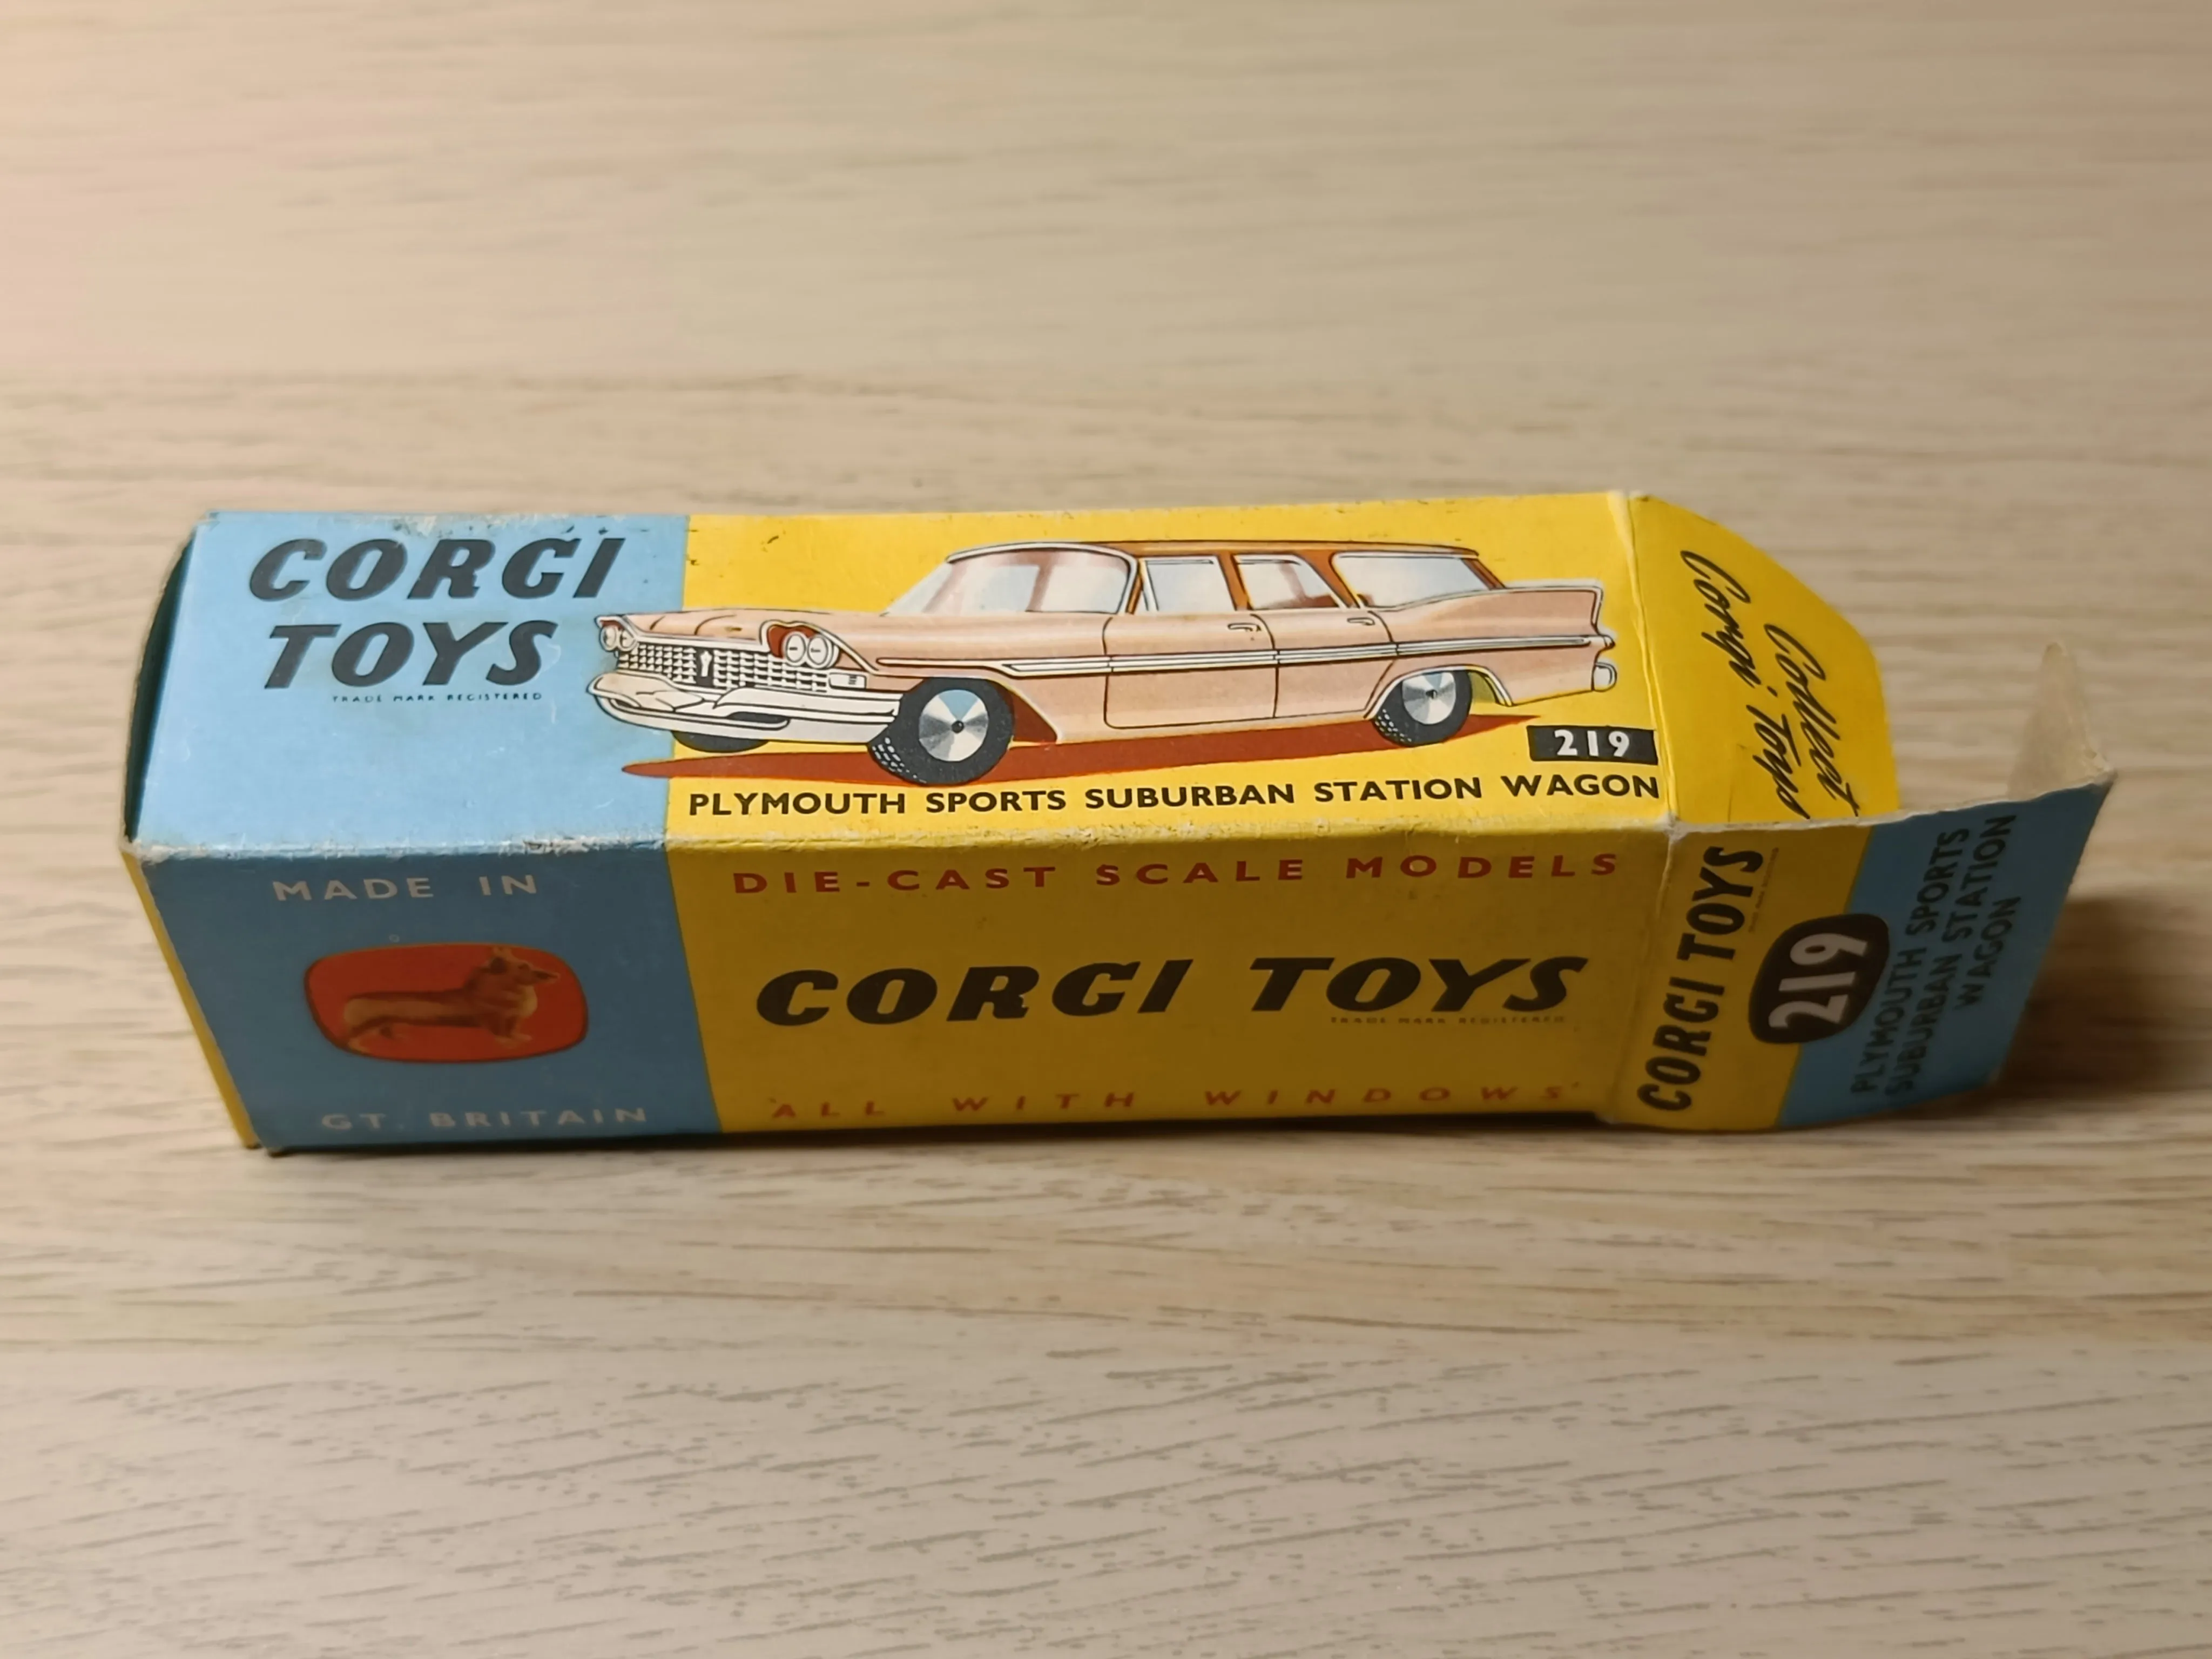 CORGI
TOYS
TRADE MARK REGISTERED
219
PLYMOUTH SPORTS SUBURBAN STATION WAGON
Collect
Corgi Toys
MADE IN
GT. BRITAIN
DIE-CAST SCALE MODELS
CORGI TOYS
TRADE MARK REGISTERED
'ALL WITH WINDOWS'
CORGI TOYS
219
PLYMOUTH SPORTS
SUBURBAN STATION
WAGON